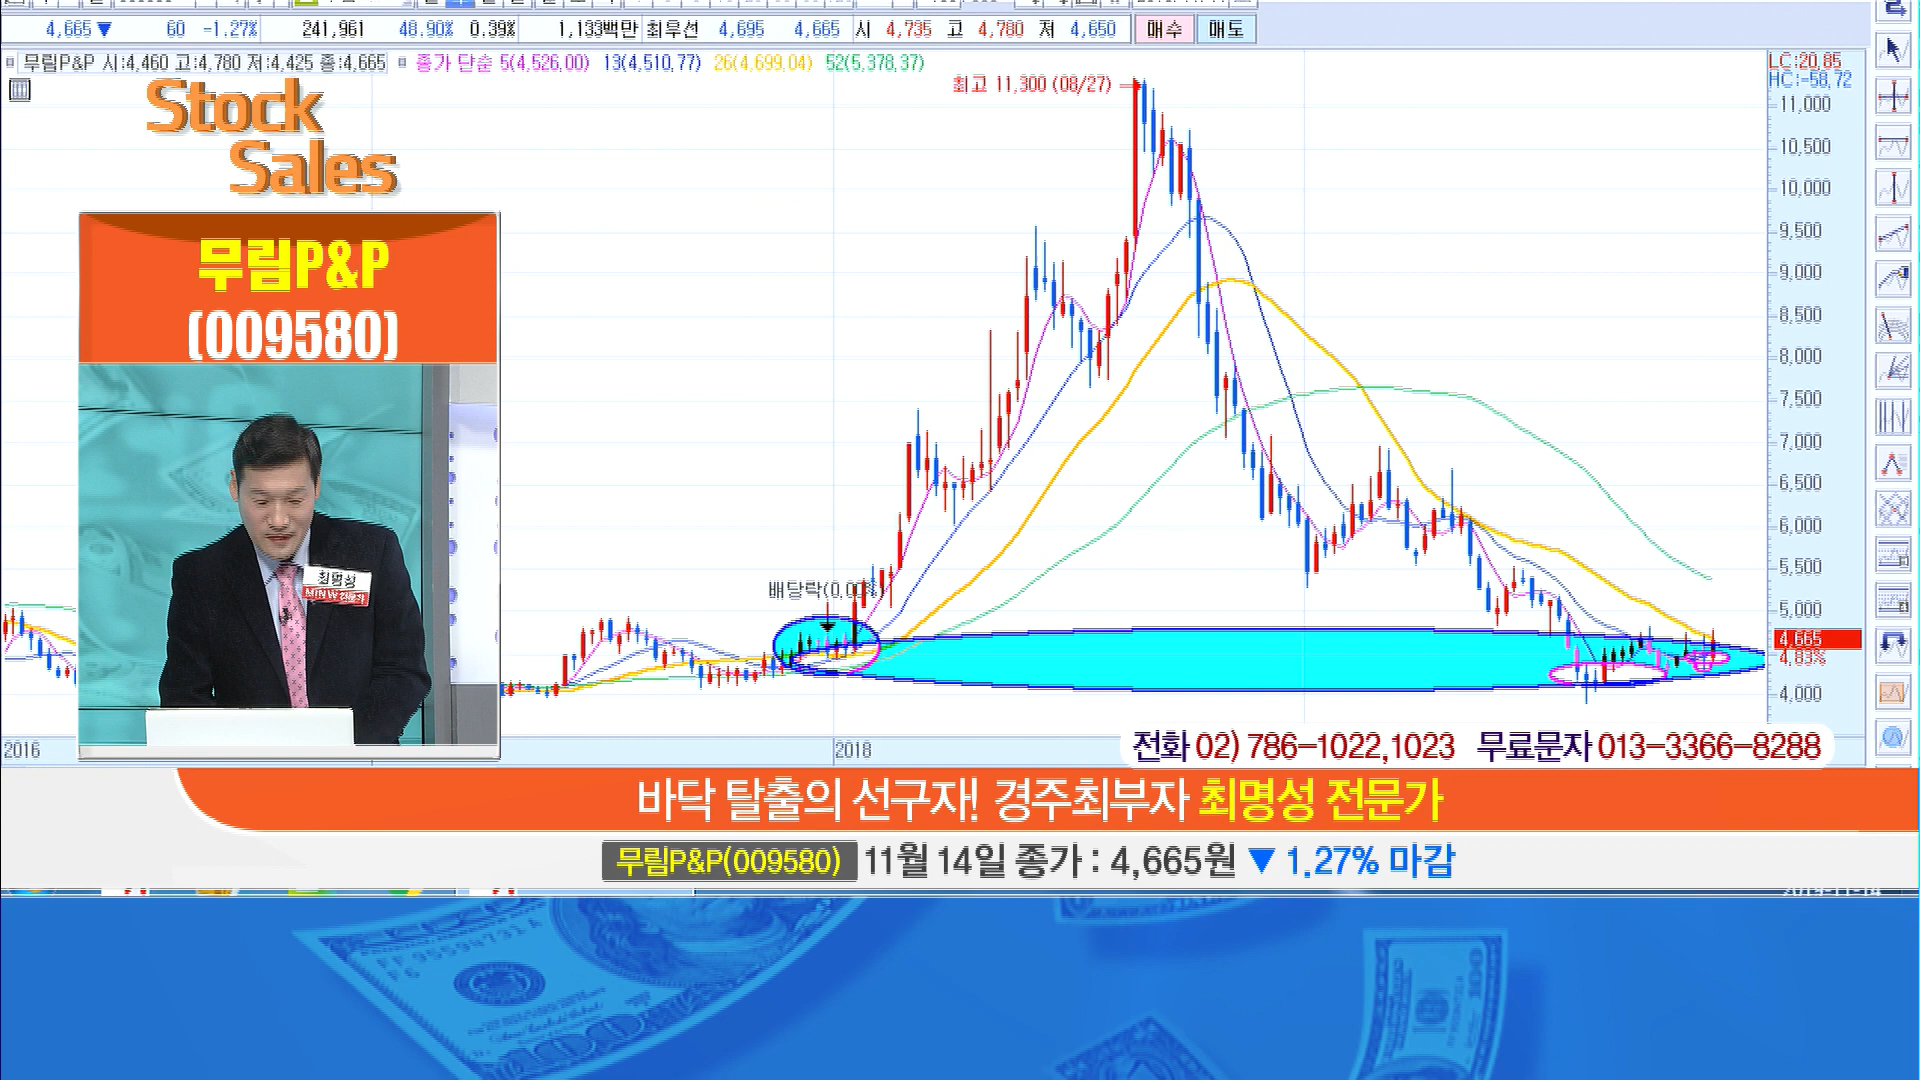 4,665▼ 60 -1.27% 241,961 48.90% 0.39% 1,133백만 최우선 4,695 4,665 시 4,735 고 4,780 저 4,650 매수 매도
무림P&P 시:4,460 고:4,780 저:4,425 종:4,665 종가 단순 5(4,526.00) 13(4,510.77) 26(4,699.04) 52(5,378.37)
LC:20.85
HC:-58.72
최고 11,300 (08/27)
Stock
Sales
무림P&P
(009580)
최명성
MTNW 전문가
배당락(0.00%)
11,000
10,500
10,000
9,500
9,000
8,500
8,000
7,500
7,000
6,500
6,000
5,500
5,000
4,665
4.83%
4,000
2016
2018
전화 02) 786-1022,1023 무료문자 013-3366-8288
바닥 탈출의 선구자! 경주최부자 최명성 전문가
무림P&P(009580) 11월 14일 종가 : 4,665원 ▼ 1.27% 마감